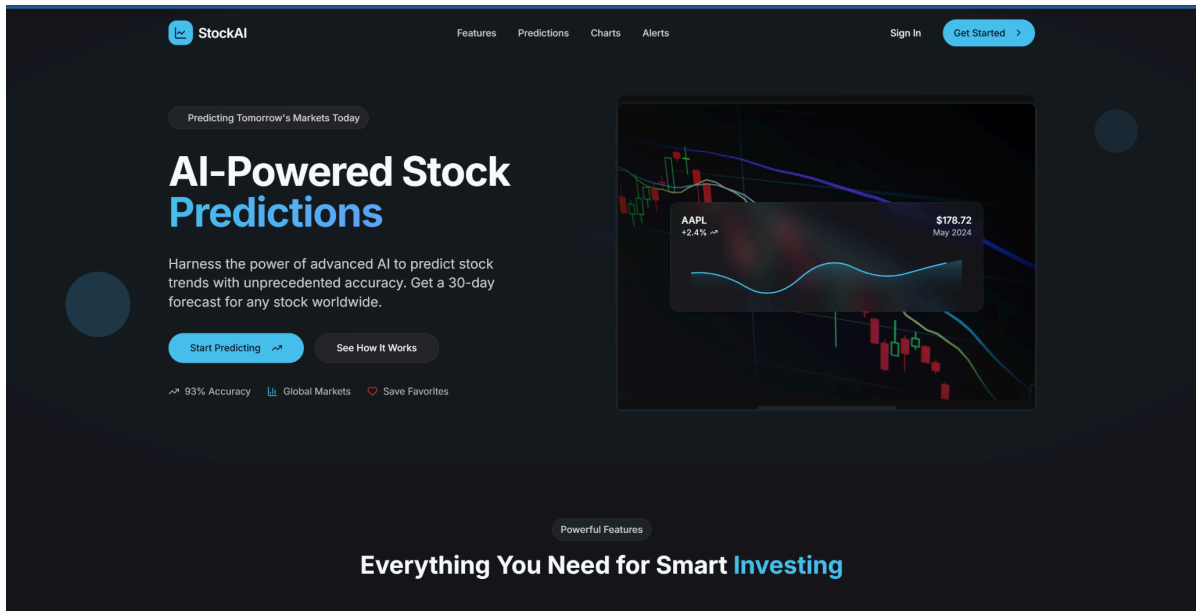 StockAI
Features
Predictions
Charts
Alerts
Sign In
Get Started
Predicting Tomorrow's Markets Today
AI-Powered Stock
Predictions
Harness the power of advanced AI to predict stock
trends with unprecedented accuracy. Get a 30-day
forecast for any stock worldwide.
Start Predicting
See How It Works
93% Accuracy
Global Markets
Save Favorites
AAPL
$178.72
+2.4%
May 2024
Powerful Features
Everything You Need for Smart Investing